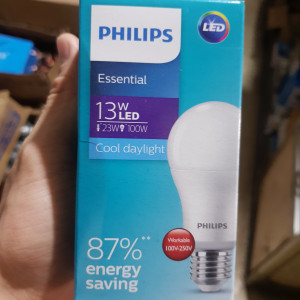 PHILIPS
LED
Essential
13W
LED
23W 100W
Cool daylight
PHILIPS
Workable
100V-250V
87%**
energy
saving